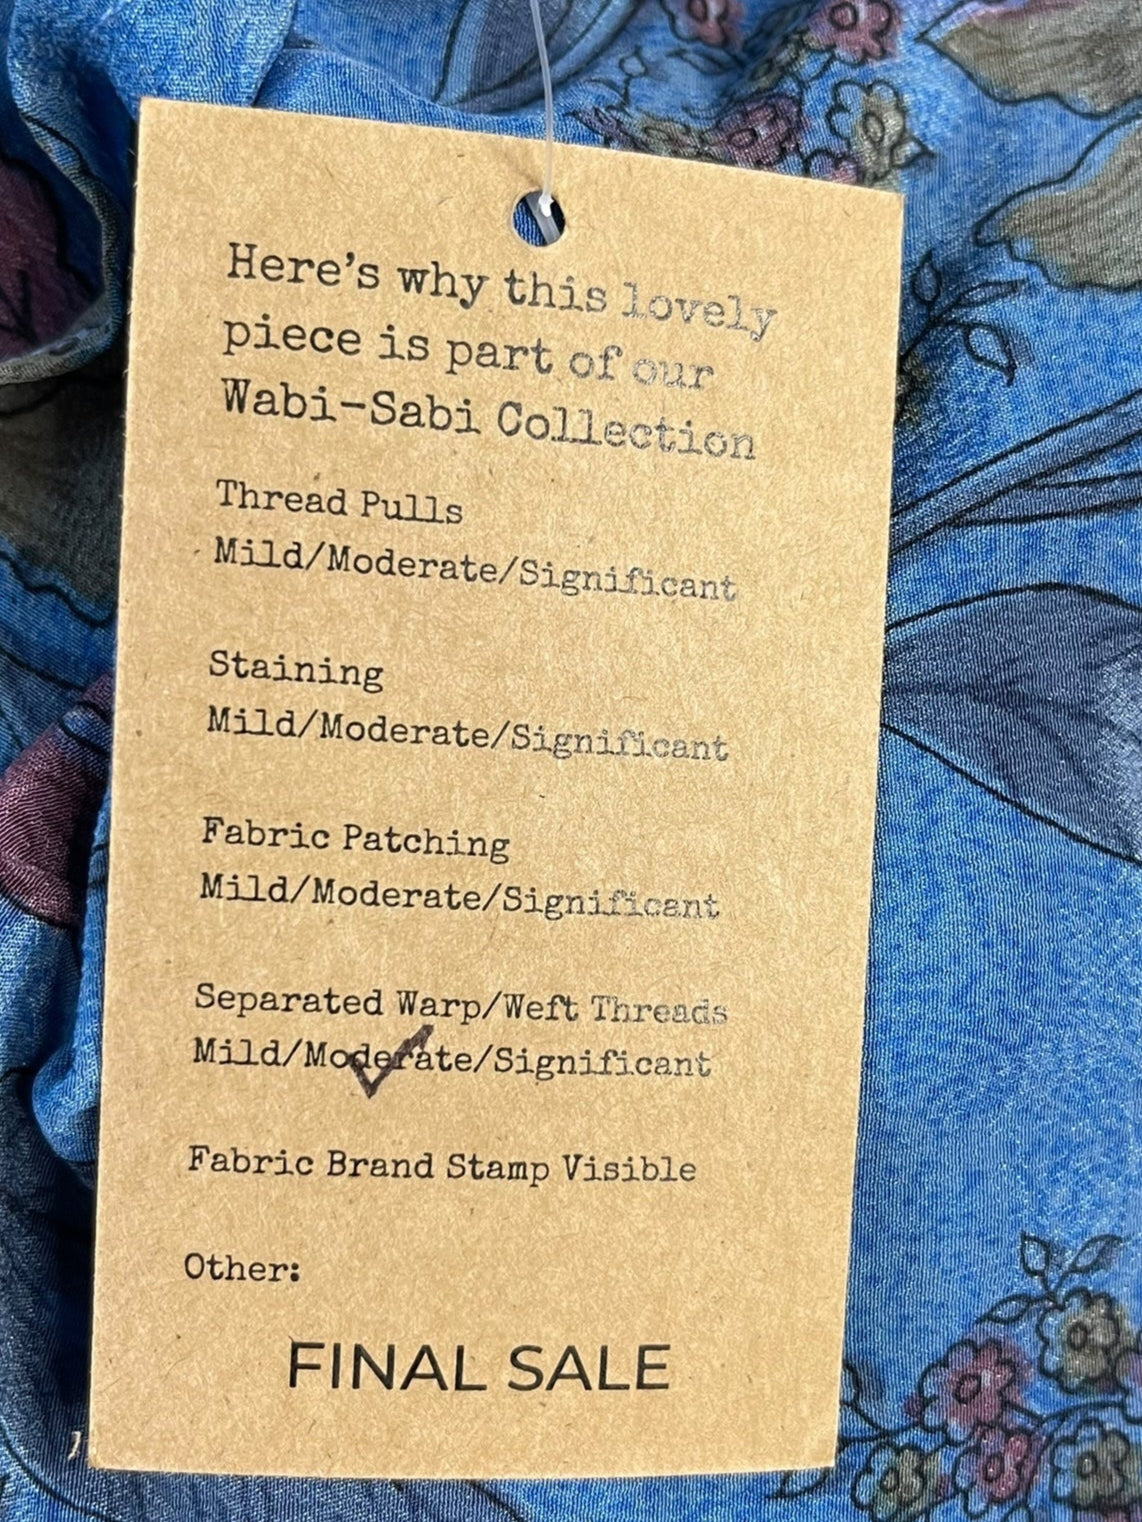 Here's why this lovely
piece is part of our
Wabi-Sabi Collection
Thread Pulls
Mild/Moderate/Significant
Staining
Mild/Moderate/Significant
Fabric Patching
Mild/Moderate/Significant
Separated Warp/Weft Threads
Mild/Moderate/Significant
Fabric Brand Stamp Visible
Other:
FINAL SALE